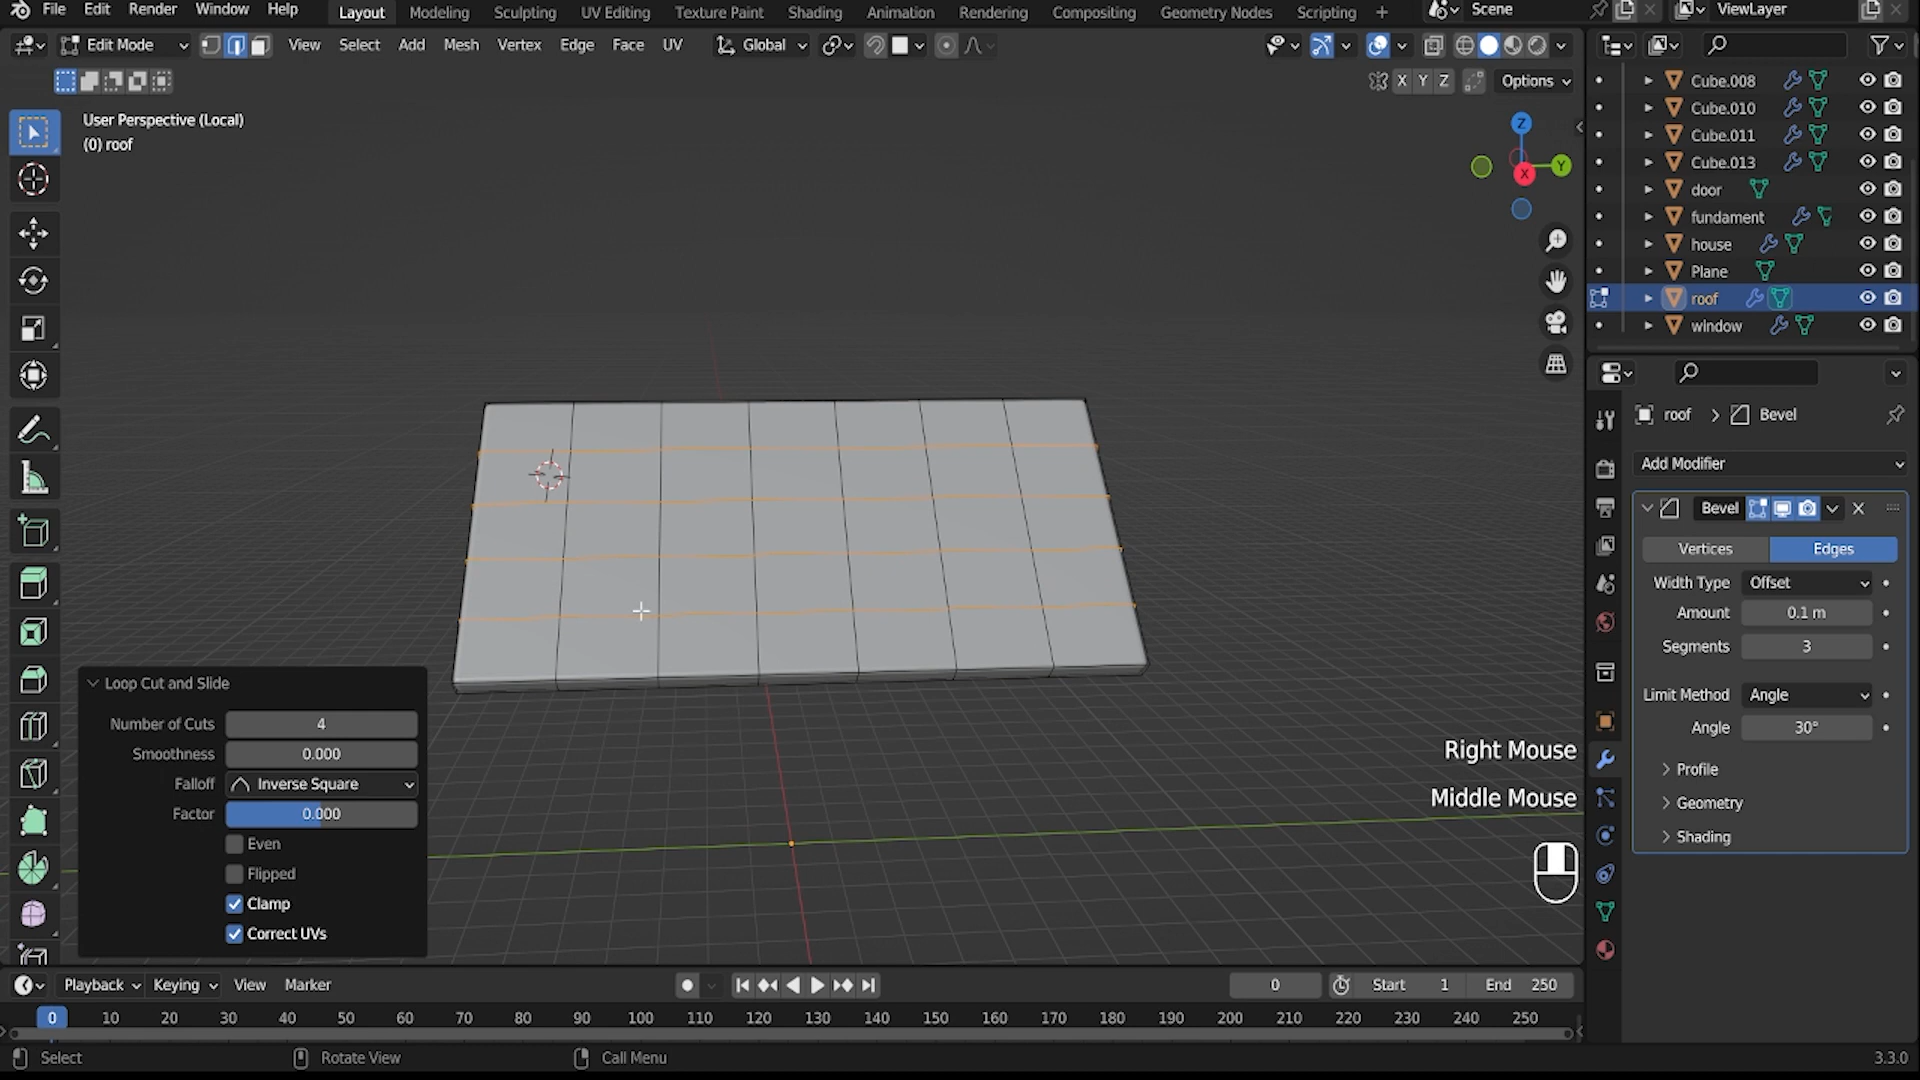 File Edit Render Window Help Layout Modeling Sculpting UV Editing Texture Paint Shading Animation Rendering Compositing Geometry Nodes Scripting + Scene ViewLayer
Edit Mode View Select Add Mesh Vertex Edge Face UV Global
X Y Z Options
User Perspective (Local)
(0) roof
Z
Y
X
Cube.008
Cube.010
Cube.011
Cube.013
door
fundament
house
Plane
roof
window
roof > Bevel
Add Modifier
Bevel
Vertices Edges
Width Type Offset
Amount 0.1 m
Segments 3
Limit Method Angle
Angle 30°
Profile
Geometry
Shading
Loop Cut and Slide
Number of Cuts 4
Smoothness 0.000
Falloff Inverse Square
Factor 0.000
Even
Flipped
Clamp
Correct UVs
Right Mouse
Middle Mouse
Playback Keying View Marker 0 Start 1 End 250
0 10 20 30 40 50 60 70 80 90 100 110 120 130 140 150 160 170 180 190 200 210 220 230 240 250
Select Rotate View Call Menu 3.3.0